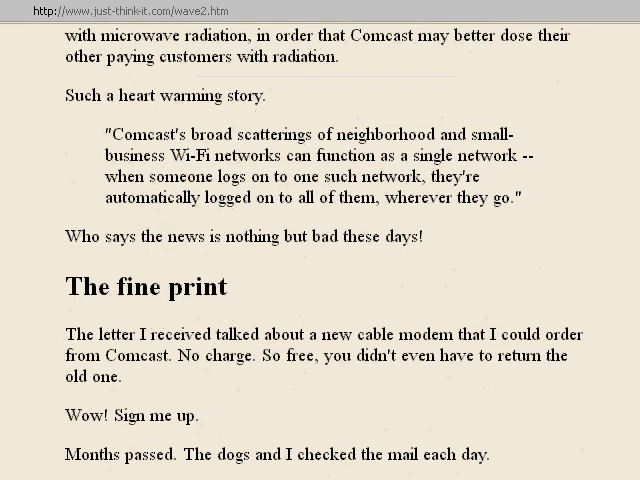 http://www.just-think-it.com/wave2.htm
with microwave radiation, in order that Comcast may better dose their
other paying customers with radiation.
Such a heart warming story.
"Comcast's broad scatterings of neighborhood and small-
business Wi-Fi networks can function as a single network --
when someone logs on to one such network, they're
automatically logged on to all of them, wherever they go."
Who says the news is nothing but bad these days!
The fine print
The letter I received talked about a new cable modem that I could order
from Comcast. No charge. So free, you didn't even have to return the
old one.
Wow! Sign me up.
Months passed. The dogs and I checked the mail each day.